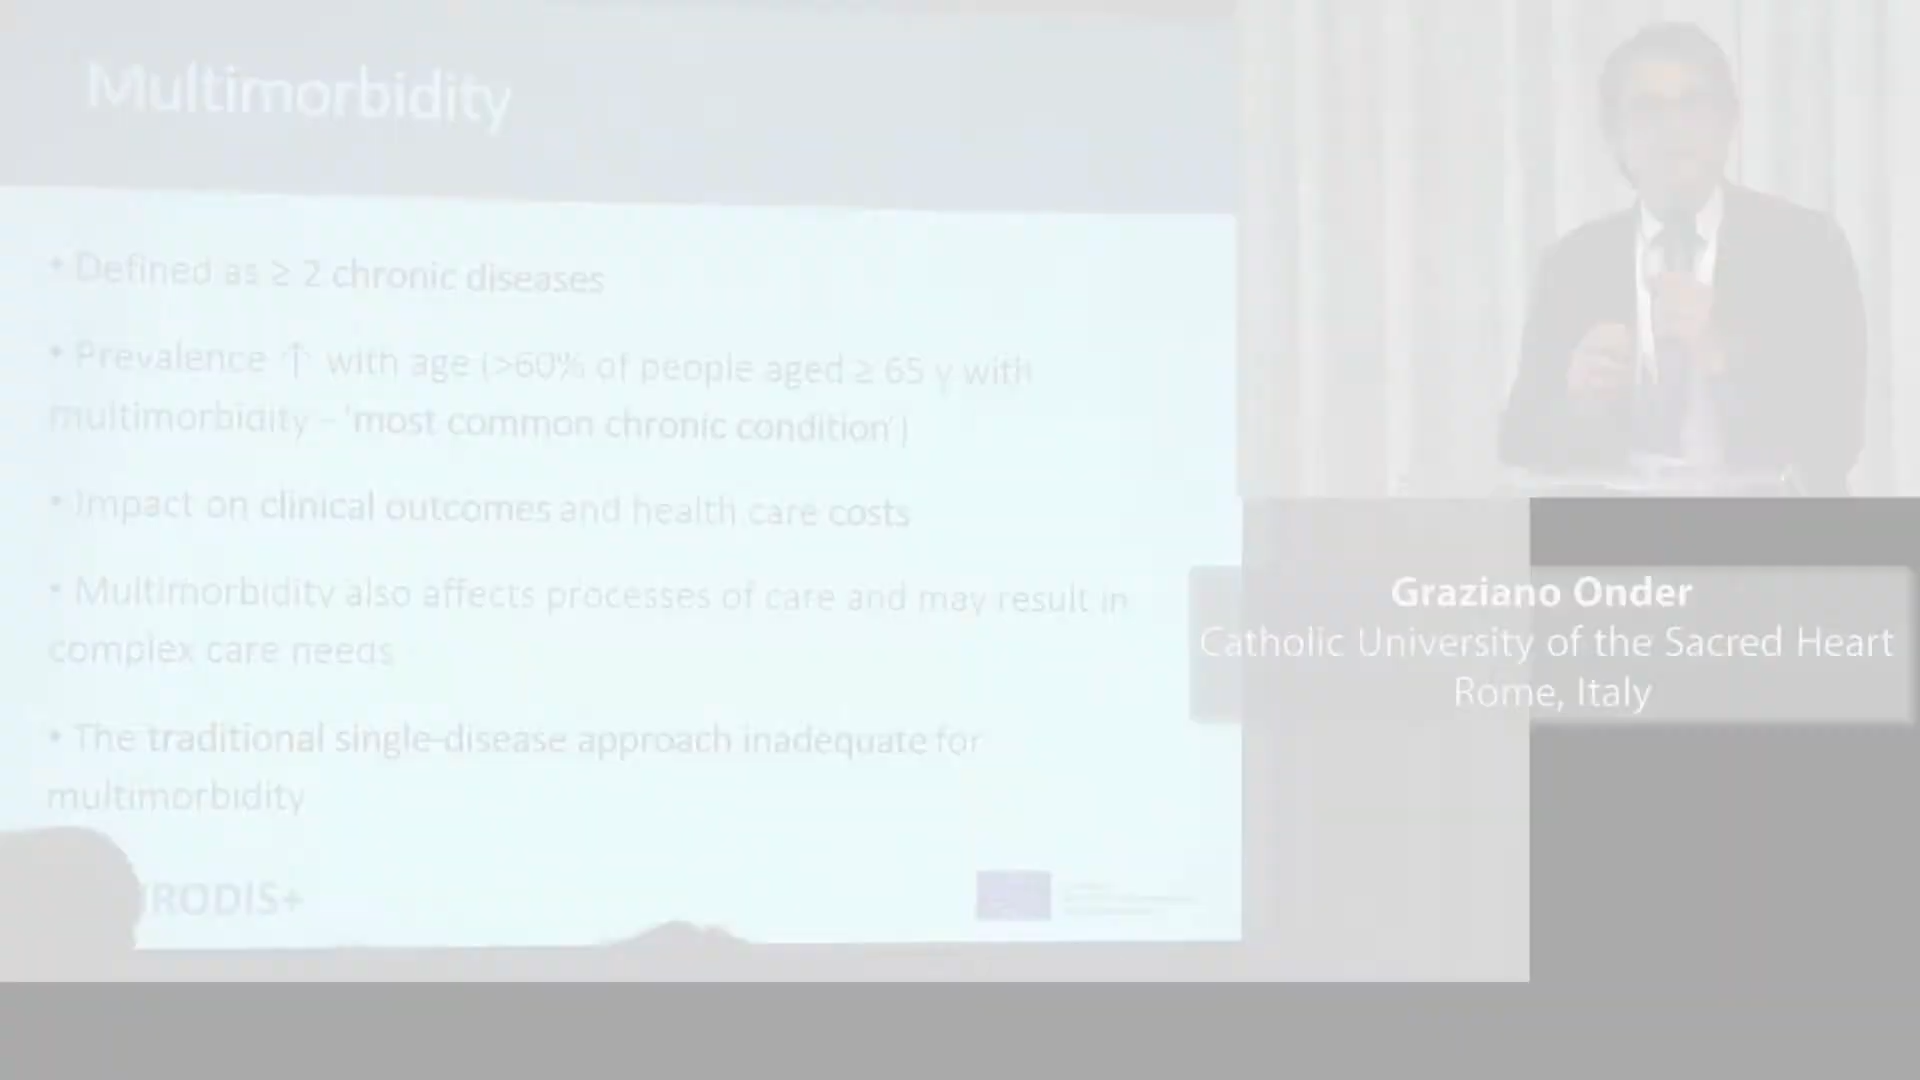 Multimorbidity
• Defined as ≥ 2 chronic diseases
• Prevalence ↑ with age (>60% of people aged ≥ 65 y with
multimorbidity - 'most common chronic condition')
• Impact on clinical outcomes and health care costs
• Multimorbidity also affects processes of care and may result in
complex care needs
• The traditional single-disease approach inadequate for
multimorbidity
RODIS+
Graziano Onder
Catholic University of the Sacred Heart
Rome, Italy